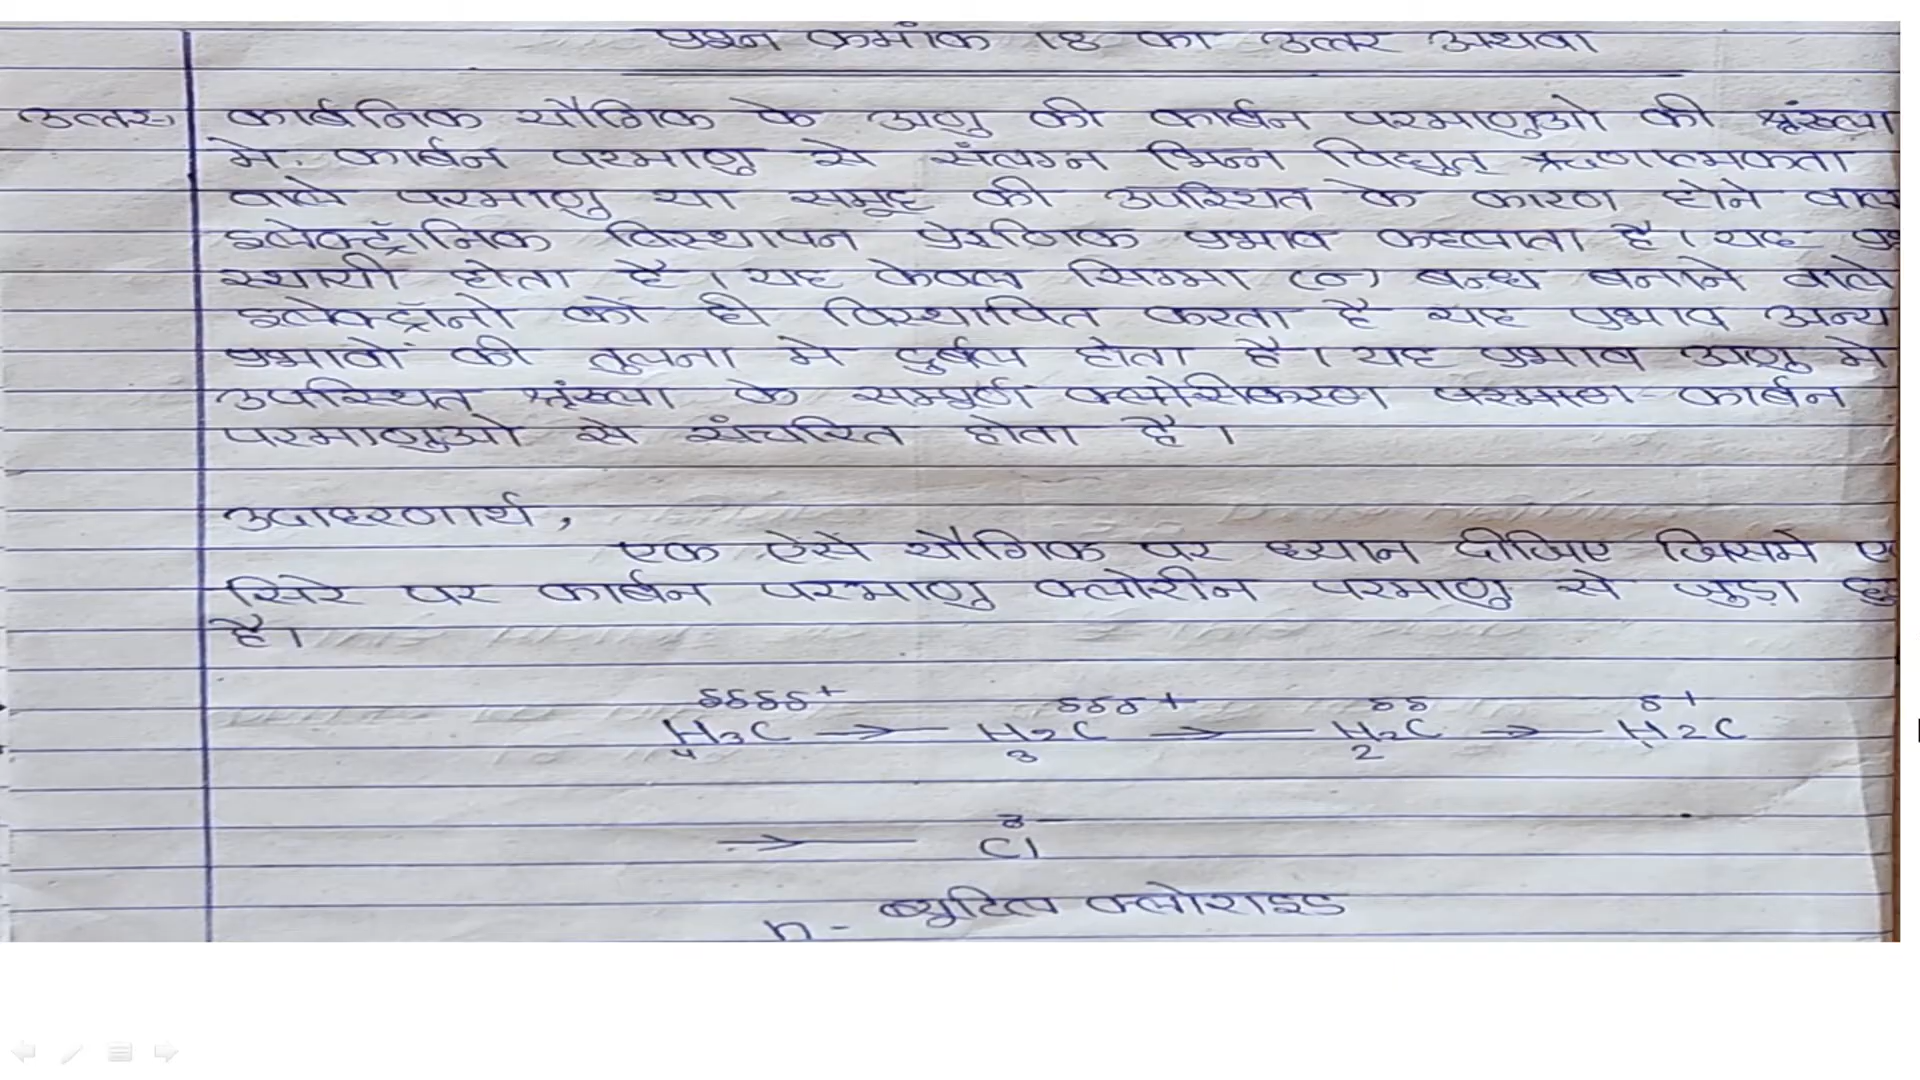 प्रश्न क्रमांक 18 का उत्तर अथवा
उत्तर, कार्बनिक यौगिक के अणु की कार्बन परमाणुओ की श्रृंख्ला
मे. कार्बन परमाणु से संलग्न भिन्न विद्युत् ऋणात्मकता
वाले परमाणु या समूह की उपस्थित के कारण होने वाल
इलेक्ट्रॉनिक विस्थापन प्रेरणिक प्रभाव कहलाता है। यह
स्थायी होता है। यह केवल सिग्मा (σ) बन्ध बनाने वाले
इलेक्ट्रॉनो को ही विस्थापित करता है यह प्रभाव अन्य
प्रभावों की तुलना मे दुर्बल होता है। यह प्रभाव अणु मे
उपस्थित श्रृंख्ला के सम्पूर्ण कार्बन
परमाणुओ से संचरित होता है।
उदाहरणार्थ,
एक ऐसे यौगिक पर ध्यान दीजिए जिसमे ए
सिरे पर कार्बन परमाणु क्लोरीन परमाणु से जुड़ा हु
है।
δδδδ+ δδδ+ δδ δ+
H3C → H2C → H2C → H2C
4 3 2 1
δ-
→ Cl
n- ब्युटिल क्लोराइड